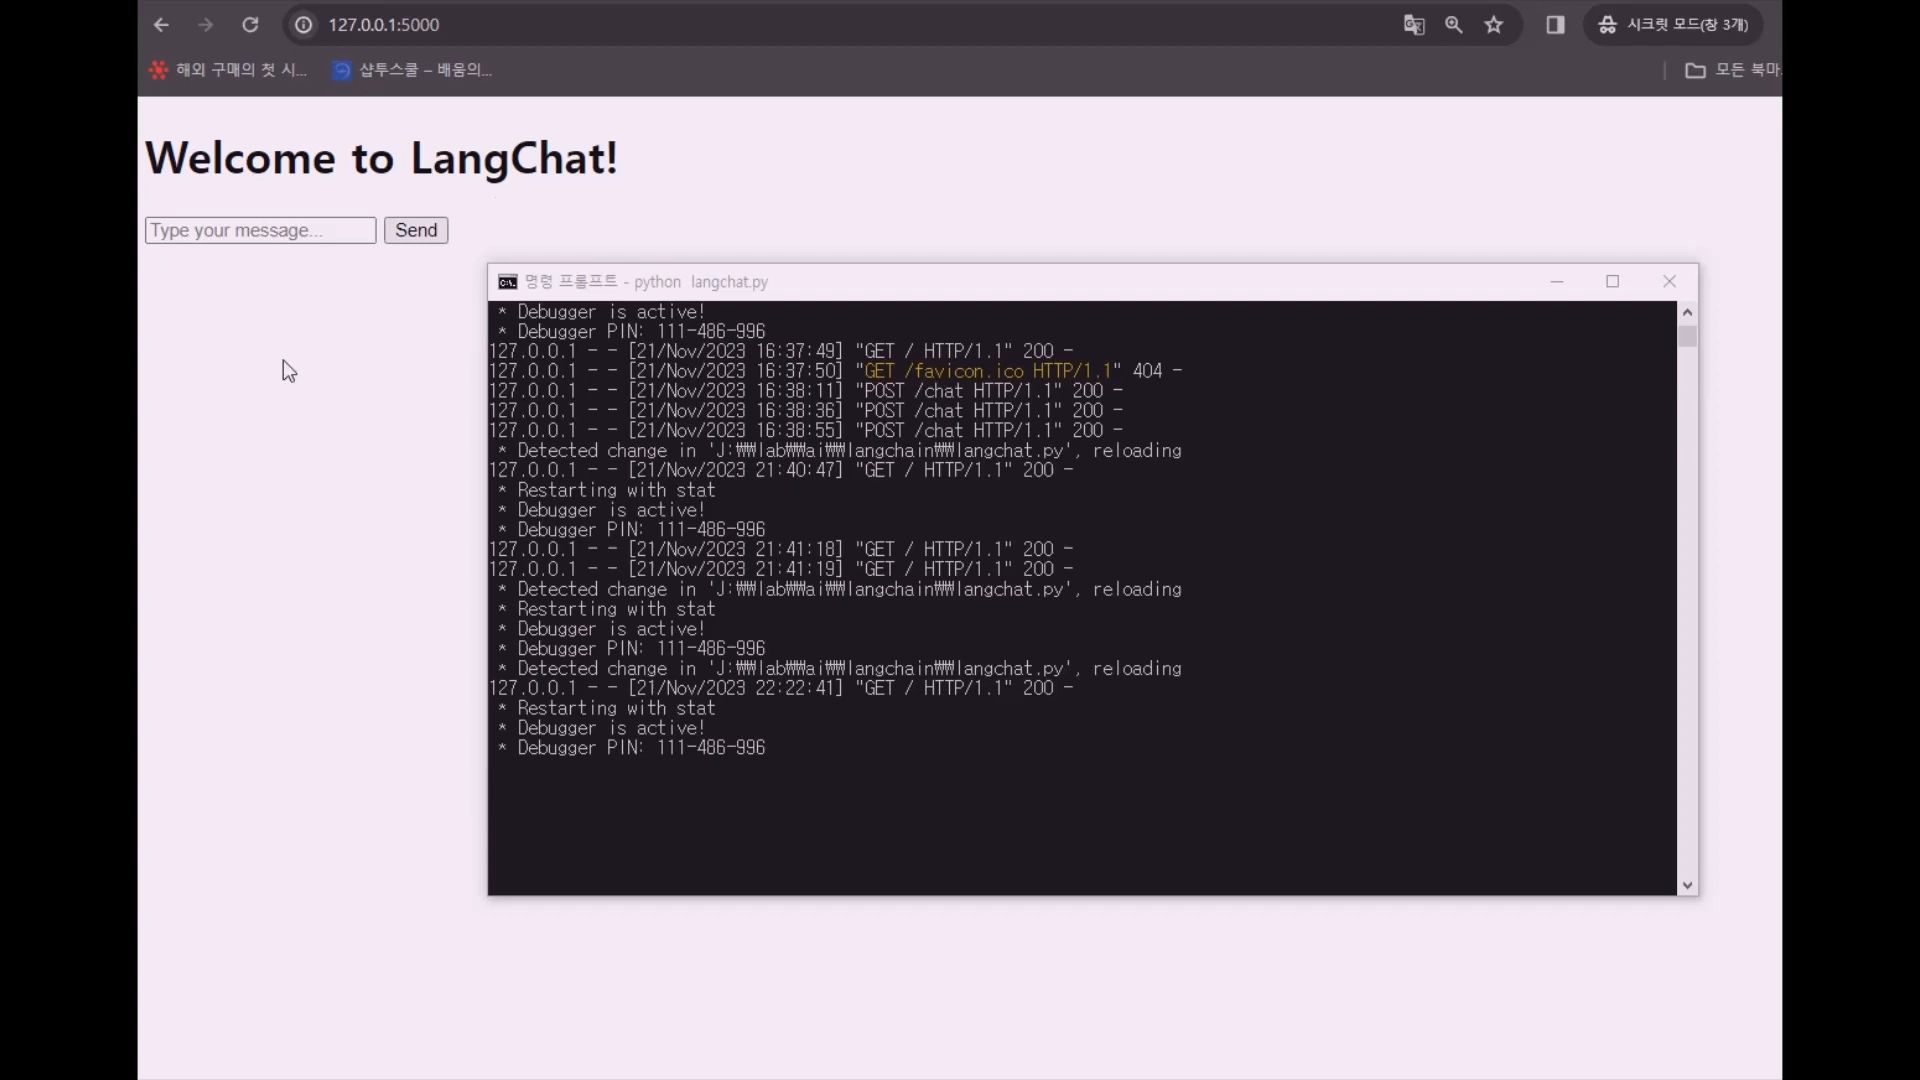 127.0.0.1:5000
시크릿 모드(창 3개)
해외 구매의 첫 시...
샵투스쿨 – 배움의...
모든 북마
Welcome to LangChat!
Type your message...
Send
명령 프롬프트 - python  langchat.py
* Debugger is active!
* Debugger PIN: 111-486-996
127.0.0.1 - - [21/Nov/2023 16:37:49] "GET / HTTP/1.1" 200 -
127.0.0.1 - - [21/Nov/2023 16:37:50] "GET /favicon.ico HTTP/1.1" 404 -
127.0.0.1 - - [21/Nov/2023 16:38:11] "POST /chat HTTP/1.1" 200 -
127.0.0.1 - - [21/Nov/2023 16:38:36] "POST /chat HTTP/1.1" 200 -
127.0.0.1 - - [21/Nov/2023 16:38:55] "POST /chat HTTP/1.1" 200 -
* Detected change in 'J:₩₩lab₩₩ai₩₩langchain₩₩langchat.py', reloading
127.0.0.1 - - [21/Nov/2023 21:40:47] "GET / HTTP/1.1" 200 -
* Restarting with stat
* Debugger is active!
* Debugger PIN: 111-486-996
127.0.0.1 - - [21/Nov/2023 21:41:18] "GET / HTTP/1.1" 200 -
127.0.0.1 - - [21/Nov/2023 21:41:19] "GET / HTTP/1.1" 200 -
* Detected change in 'J:₩₩lab₩₩ai₩₩langchain₩₩langchat.py', reloading
* Restarting with stat
* Debugger is active!
* Debugger PIN: 111-486-996
* Detected change in 'J:₩₩lab₩₩ai₩₩langchain₩₩langchat.py', reloading
127.0.0.1 - - [21/Nov/2023 22:22:41] "GET / HTTP/1.1" 200 -
* Restarting with stat
* Debugger is active!
* Debugger PIN: 111-486-996